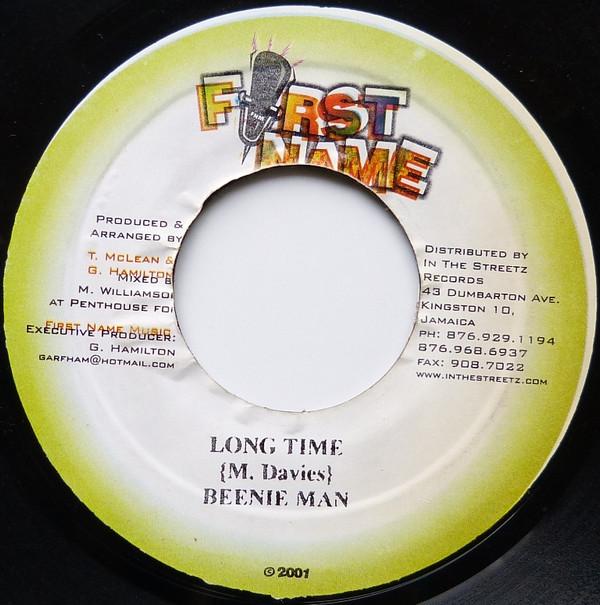 FIRST
NAME
PRODUCED &
ARRANGED BY
T. MCLEAN &
G. HAMILTON
MIXED B
M. WILLIAMSO
AT PENTHOUSE FO
FIRST NAME MUSIC
EXECUTIVE PRODUCER:
G. HAMILTON
GARFHAM@HOTMAIL.COM
DISTRIBUTED BY
IN THE STREETZ
RECORDS
43 DUMBARTON AVE.
KINGSTON 10,
JAMAICA
PH: 876.929.1194
876.968.6937
FAX: 908.7022
WWW.INTHESTREETZ.COM
LONG TIME
{M. Davies}
BEENIE MAN
© 2001